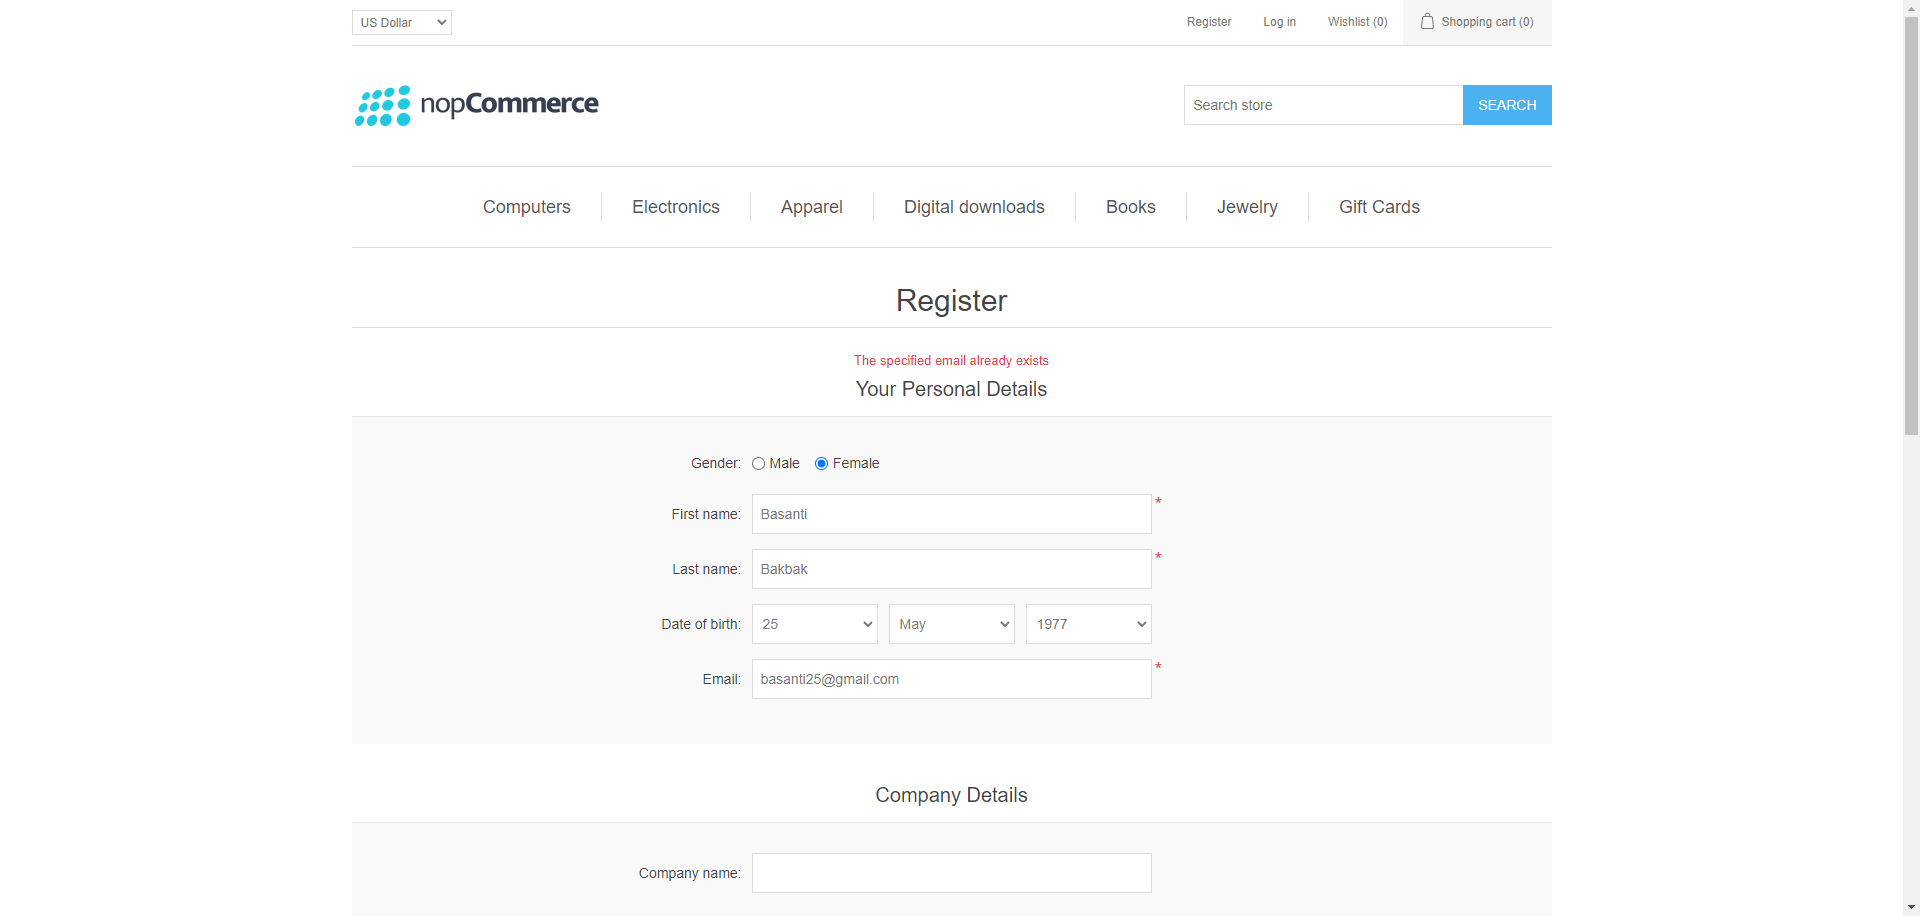 US Dollar Register Log in Wishlist (0) Shopping cart (0)
nopCommerce Search store SEARCH
Computers Electronics Apparel Digital downloads Books Jewelry Gift Cards
Register
The specified email already exists
Your Personal Details
Gender: Male Female
First name: Basanti *
Last name: Bakbak *
Date of birth: 25 May 1977
Email: basanti25@gmail.com *
Company Details
Company name: